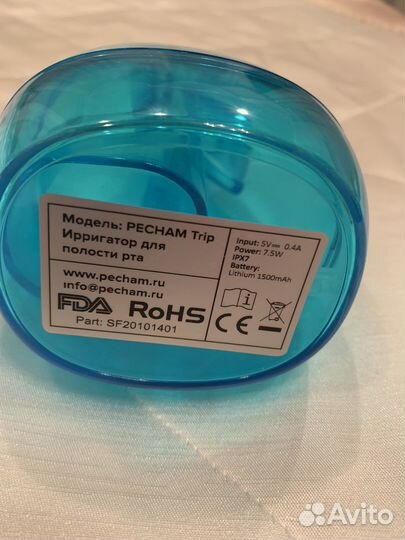 Модель: PECHAM Trip
Ирригатор для
полости рта
www.pecham.ru
info@pecham.ru
FDA RoHS
Part: SF20101401
Input: 5V⎓ 0.4A
Power: 7.5W
IPX7
Battery:
Lithium 1500mAh
i
CE
Avito